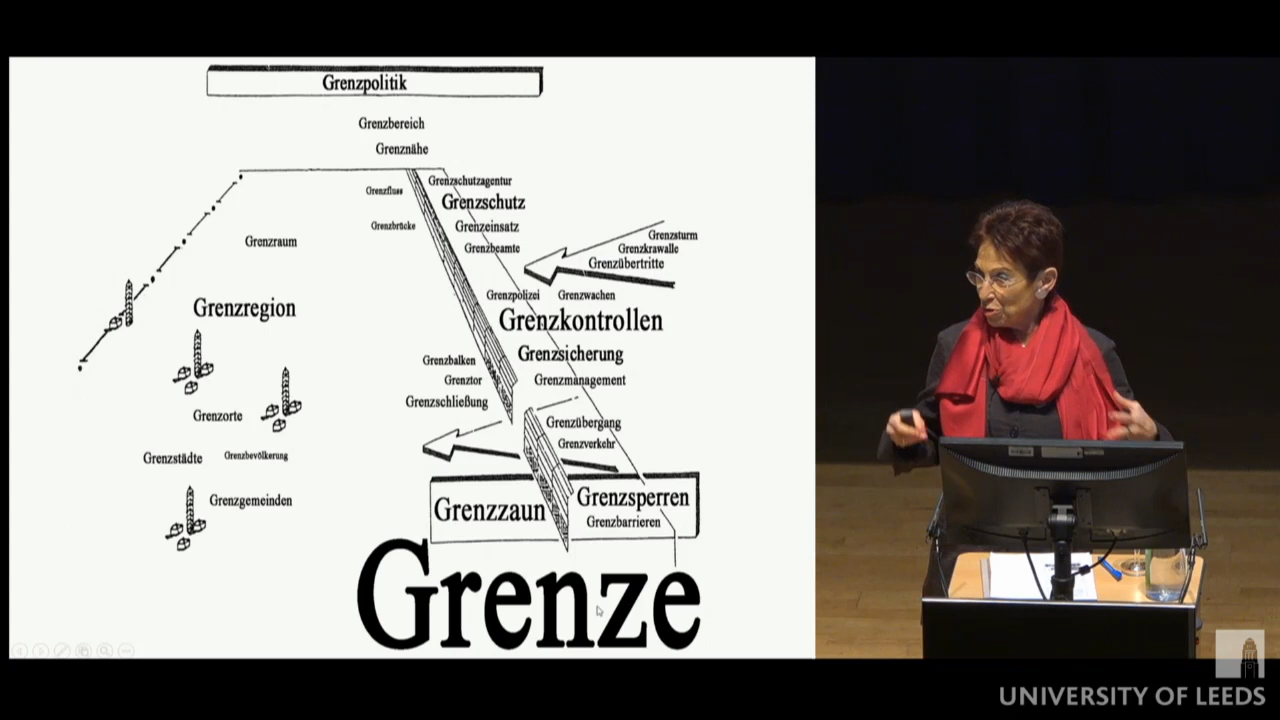 Grenzpolitik
Grenzbereich
Grenznähe
Grenzfluss
Grenzschutzagentur
Grenzschutz
Grenzbrücke
Grenzeinsatz
Grenzbeamte
Grenzraum
Grenzsturm
Grenzkrawalle
Grenzübertritte
Grenzpolizei
Grenzwachen
Grenzregion
Grenzkontrollen
Grenzsicherung
Grenzbalken
Grenztor
Grenzmanagement
Grenzschließung
Grenzorte
Grenzübergang
Grenzverkehr
Grenzstädte
Grenzbevölkerung
Grenzgemeinden
Grenzzaun
Grenzsperren
Grenzbarrieren
Grenze
UNIVERSITY OF LEEDS